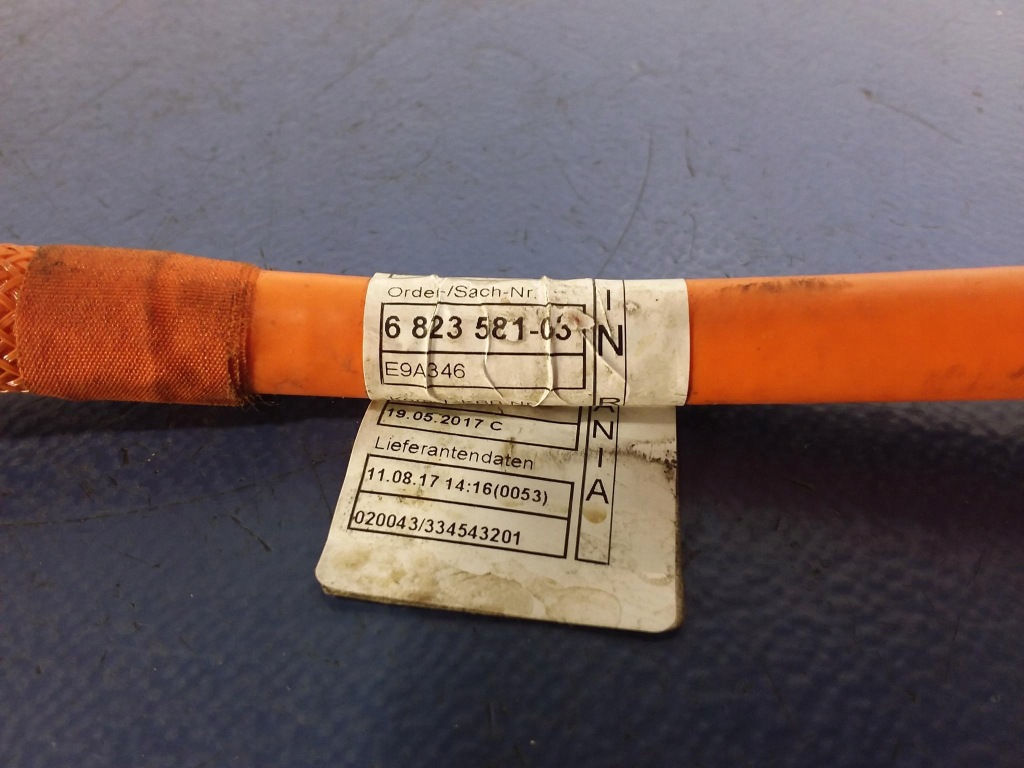 Order-/Sach-Nr.
6 823 581-03
E9A346
19.05.2017 C
Lieferantendaten
11.08.17 14:16(0053)
020043/334543201
I
N
R
N
I
A